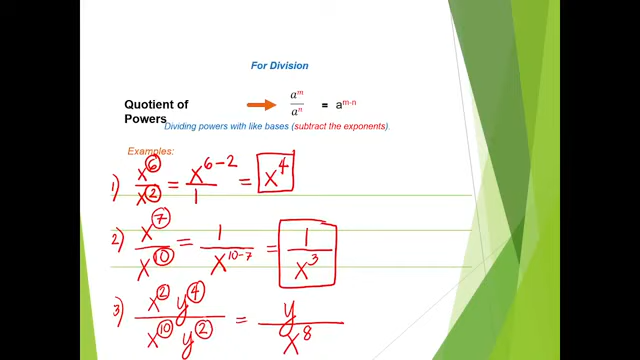 For Division
Quotient of Powers → a^m/a^n = a^m-n
Dividing powers with like bases (subtract the exponents).
Examples:
1) x^6/x^2 = x^6-2/1 = x^4
2) x^7/x^10 = 1/x^10-7 = 1/x^3
3) x^2 y^4/x^10 y^2 = y/x^8